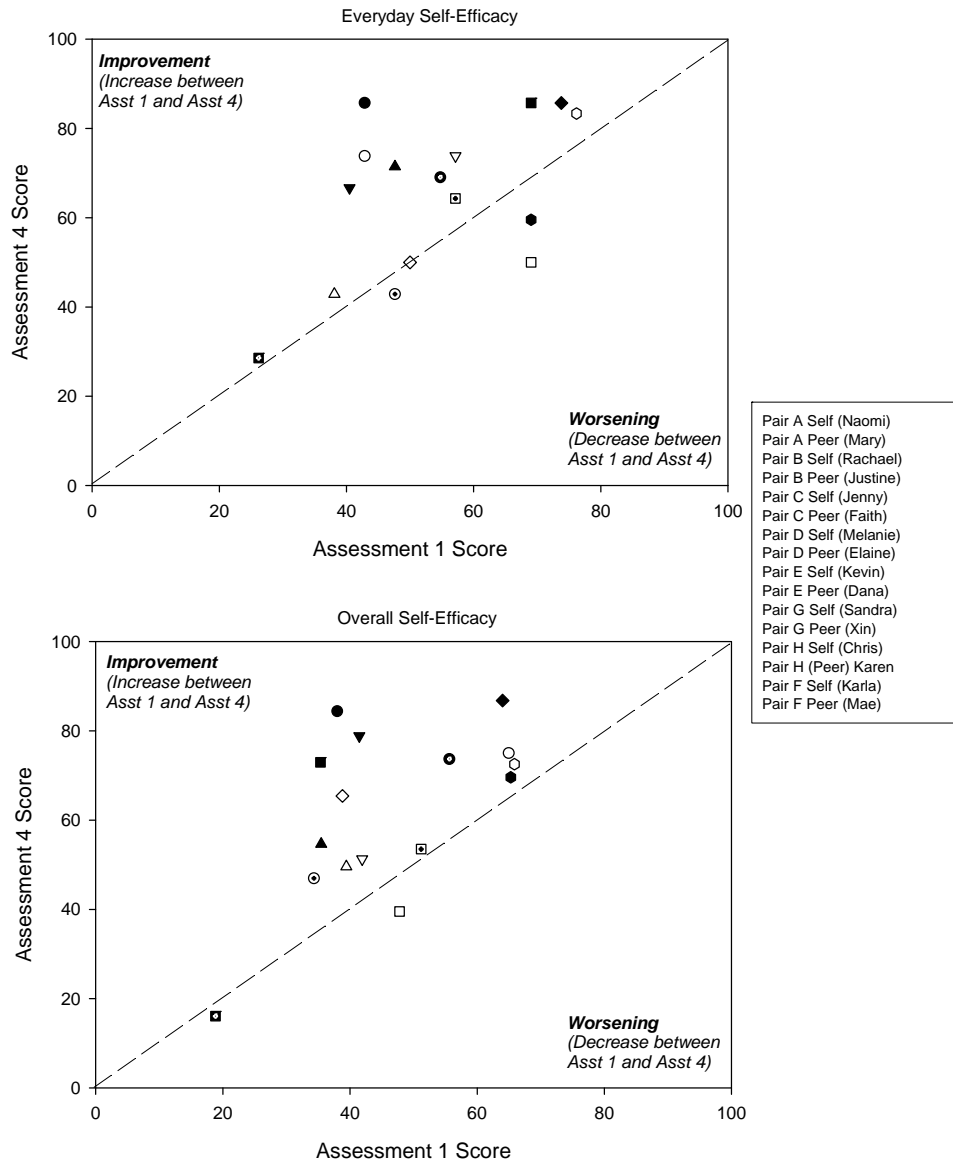 Everyday Self-Efficacy
100
80
60
40
20
0
Assessment 4 Score
Improvement
(Increase between
Asst 1 and Asst 4)
Worsening
(Decrease between
Asst 1 and Asst 4)
0 20 40 60 80 100
Assessment 1 Score
Pair A Self (Naomi)
Pair A Peer (Mary)
Pair B Self (Rachael)
Pair B Peer (Justine)
Pair C Self (Jenny)
Pair C Peer (Faith)
Pair D Self (Melanie)
Pair D Peer (Elaine)
Pair E Self (Kevin)
Pair E Peer (Dana)
Pair G Self (Sandra)
Pair G Peer (Xin)
Pair H Self (Chris)
Pair H (Peer) Karen
Pair F Self (Karla)
Pair F Peer (Mae)
Overall Self-Efficacy
100
80
60
40
20
0
Assessment 4 Score
Improvement
(Increase between
Asst 1 and Asst 4)
Worsening
(Decrease between
Asst 1 and Asst 4)
0 20 40 60 80 100
Assessment 1 Score